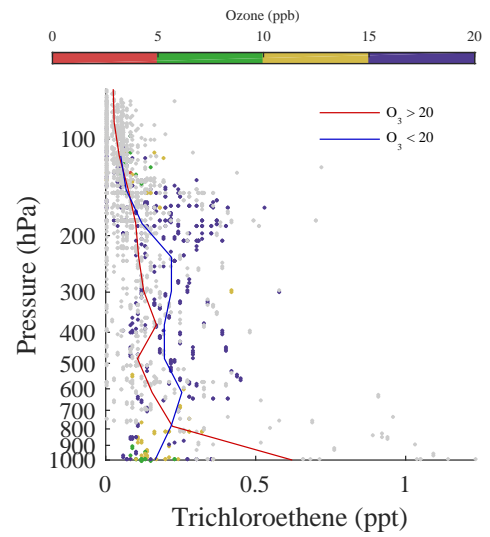 Ozone (ppb)
0 5 10 15 20
O3 > 20
O3 < 20
100
200
300
400
500
600
700
800
900
1000
Pressure (hPa)
0 0.5 1
Trichloroethene (ppt)